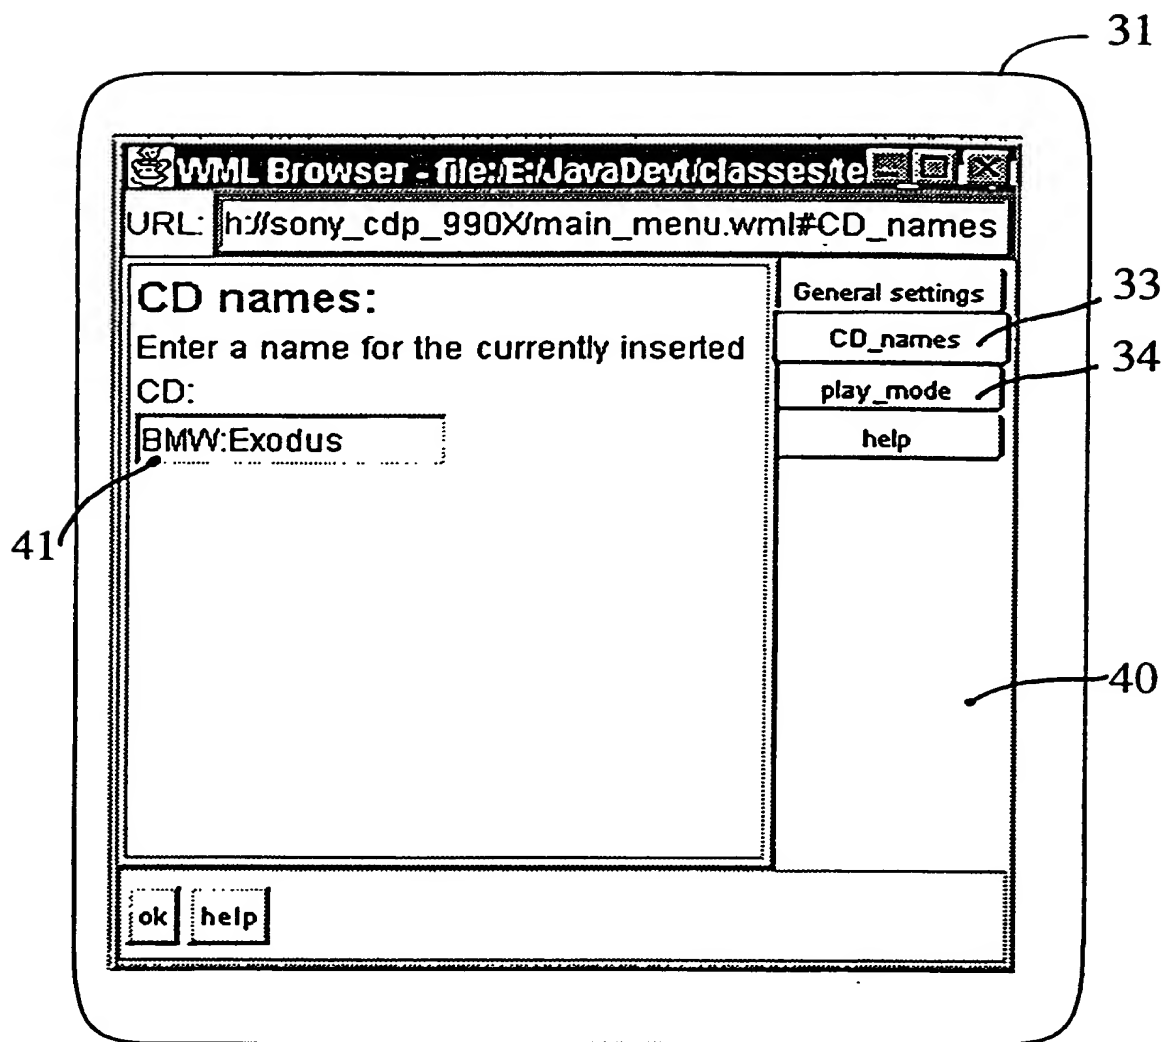 31
WML Browser - file:/E:/JavaDevt/classes/te
URL: h://sony_cdp_990X/main_menu.wml#CD_names
CD names:
Enter a name for the currently inserted
CD:
BMW:Exodus
General settings
CD_names
play_mode
help
33
34
41
40
ok help